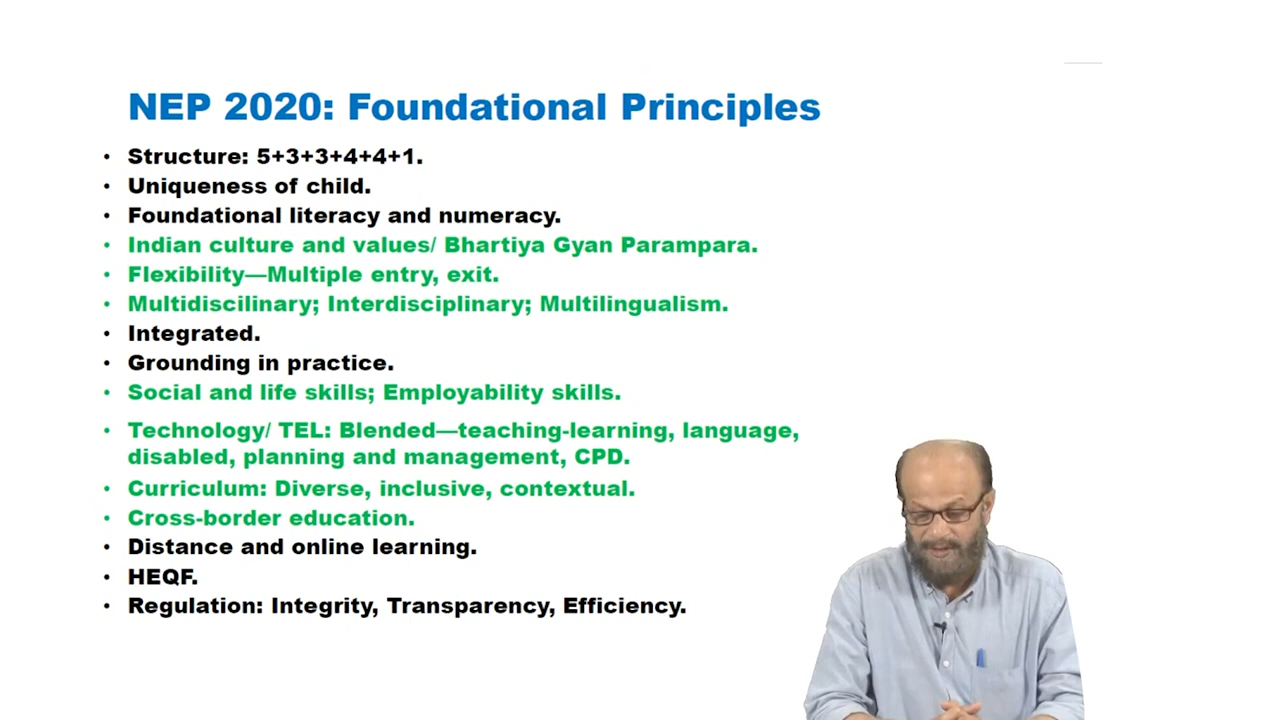 NEP 2020: Foundational Principles
• Structure: 5+3+3+4+4+1.
• Uniqueness of child.
• Foundational literacy and numeracy.
• Indian culture and values/ Bhartiya Gyan Parampara.
• Flexibility—Multiple entry, exit.
• Multidiscilinary; Interdisciplinary; Multilingualism.
• Integrated.
• Grounding in practice.
• Social and life skills; Employability skills.
• Technology/ TEL: Blended—teaching-learning, language,
disabled, planning and management, CPD.
• Curriculum: Diverse, inclusive, contextual.
• Cross-border education.
• Distance and online learning.
• HEQF.
• Regulation: Integrity, Transparency, Efficiency.